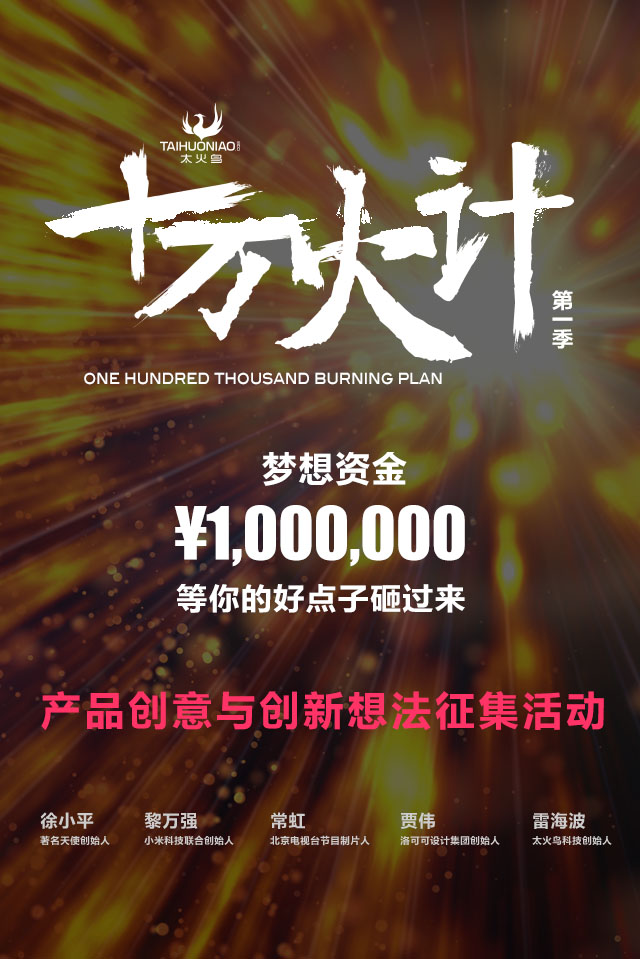 TAIHUONIAO
太火鸟
十万火计
第一季
ONE HUNDRED THOUSAND BURNING PLAN
梦想资金
¥1,000,000
等你的好点子砸过来
产品创意与创新想法征集活动
徐小平 黎万强 常虹 贾伟 雷海波
著名天使创始人 小米科技联合创始人 北京电视台节目制片人 洛可可设计集团创始人 太火鸟科技创始人